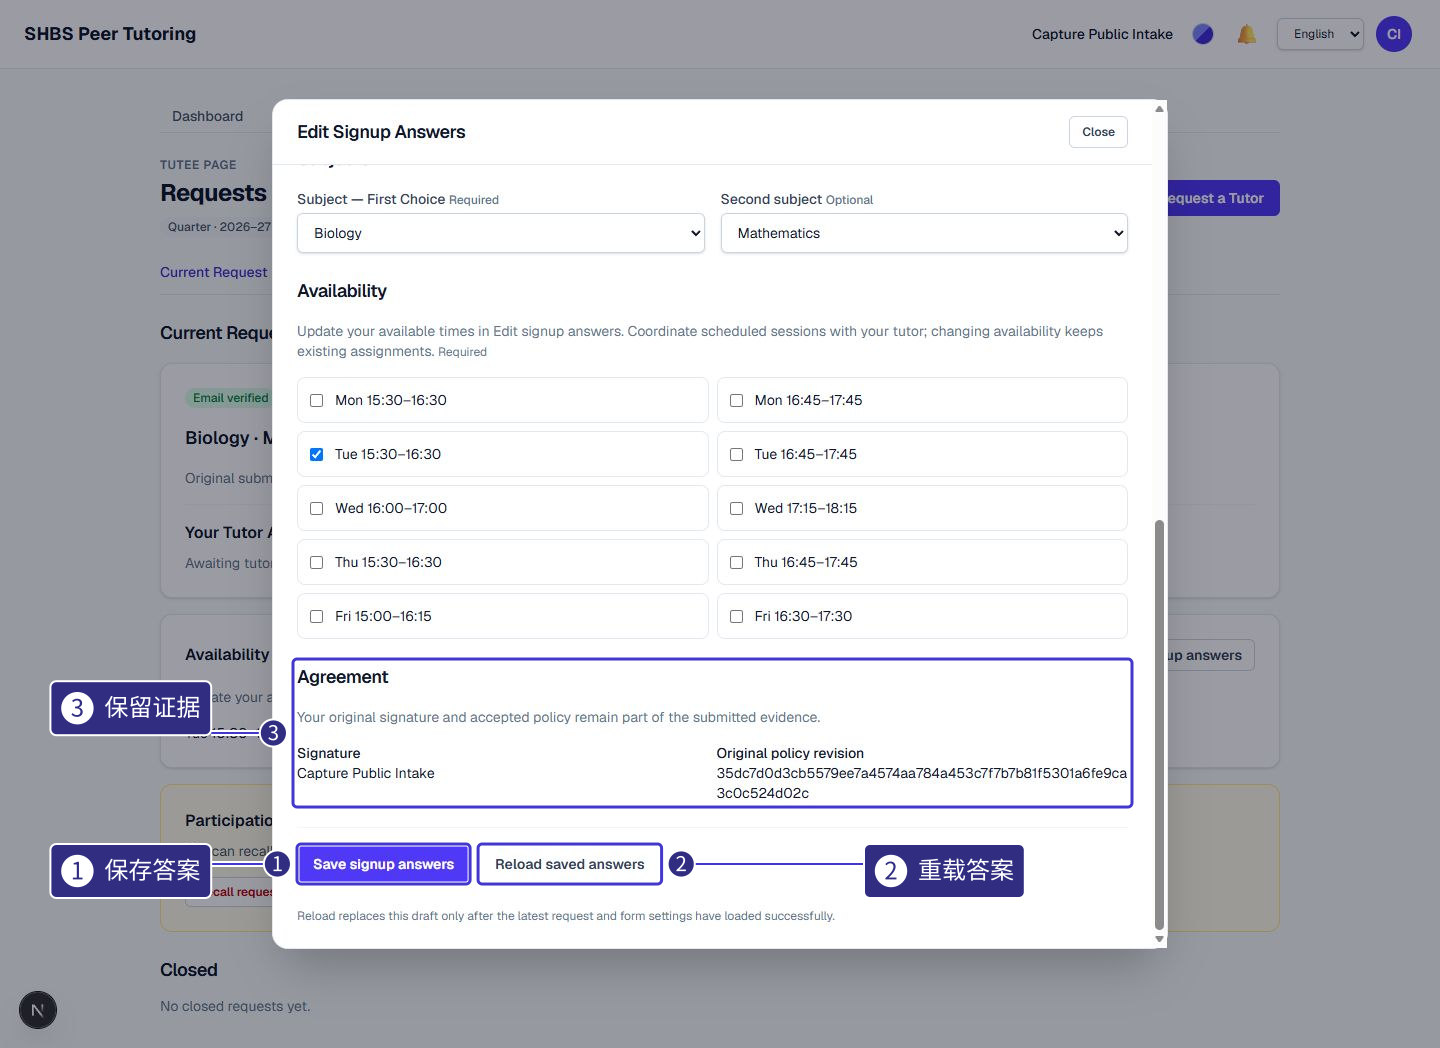 SHBS Peer Tutoring
Capture Public Intake
English
CI
Dashboard
TUTEE PAGE
Requests
Quarter · 2026–27
equest a Tutor
Current Request
Current Reque
Email verified
Biology · M
Original subm
Your Tutor A
Awaiting tutor
Availability
up answers
ate your a
Participatio
can recal
call reques
Closed
No closed requests yet.
N
Edit Signup Answers
Close
Subject — First Choice Required
Second subject Optional
Biology
Mathematics
Availability
Update your available times in Edit signup answers. Coordinate scheduled sessions with your tutor; changing availability keeps
existing assignments. Required
Mon 15:30–16:30
Mon 16:45–17:45
Tue 15:30–16:30
Tue 16:45–17:45
Wed 16:00–17:00
Wed 17:15–18:15
Thu 15:30–16:30
Thu 16:45–17:45
Fri 15:00–16:15
Fri 16:30–17:30
Agreement
Your original signature and accepted policy remain part of the submitted evidence.
Signature
Capture Public Intake
Original policy revision
35dc7d0d3cb5579ee7a4574aa784a453c7f7b7b81f5301a6fe9ca
3c0c524d02c
3 保留证据
3
1 保存答案
1
Save signup answers
Reload saved answers
2
2 重载答案
Reload replaces this draft only after the latest request and form settings have loaded successfully.